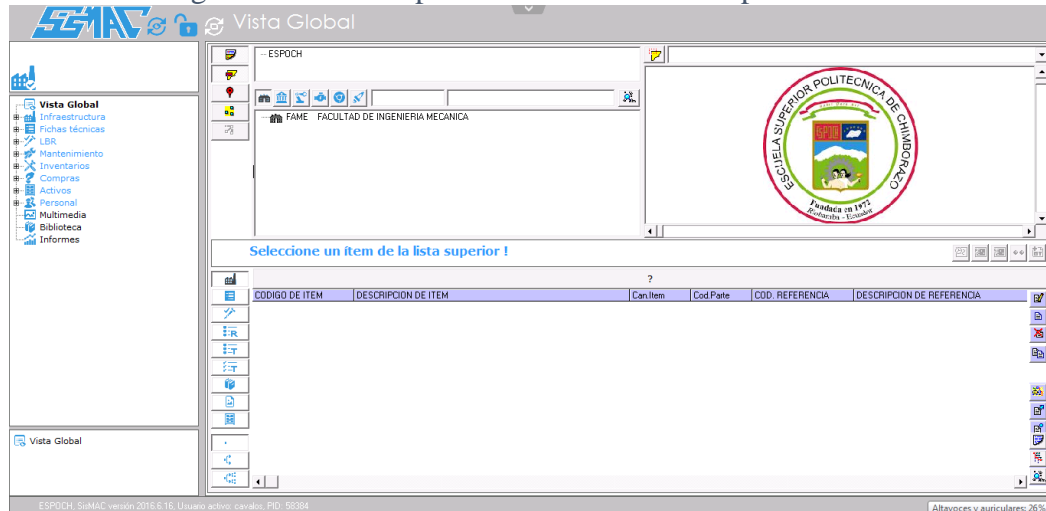 SisMAC
Vista Global
ESPOCH
FAME FACULTAD DE INGENIERIA MECANICA
ESCUELA SUPERIOR POLITECNICA DE CHIMBORAZO
Fundada en 1972
Riobamba - Ecuador
Vista Global
Infraestructura
Fichas técnicas
LBR
Mantenimiento
Inventarios
Compras
Activos
Personal
Multimedia
Biblioteca
Informes
Seleccione un ítem de la lista superior !
?
CODIGO DE ITEM DESCRIPCION DE ITEM Can.Item Cod.Parte COD. REFERENCIA DESCRIPCION DE REFERENCIA
R
T
T
Vista Global
ESPOCH, SisMAC versión 2016.6.16, Usuario activo: cavalos, PID: 58384
Altavoces y auriculares: 26%